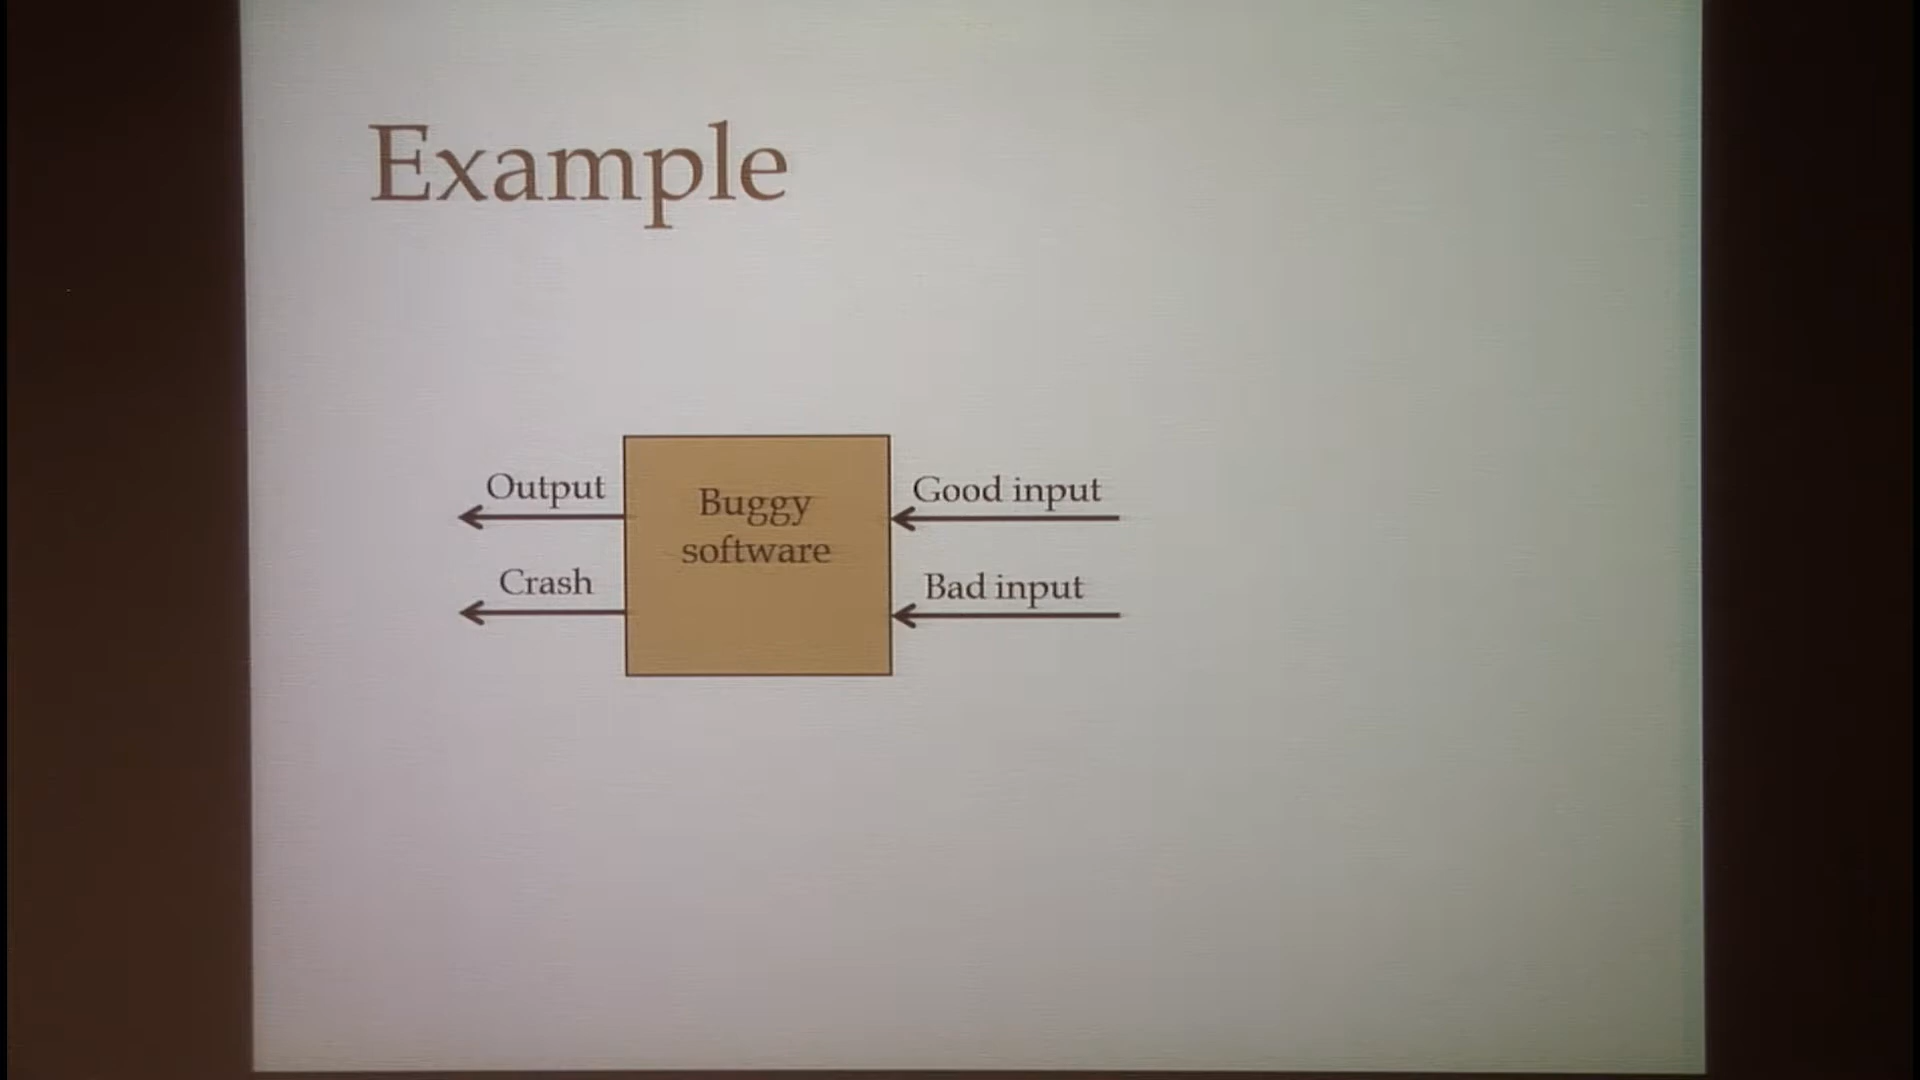 Example
Output
Buggy
software
Good input
Crash
Bad input